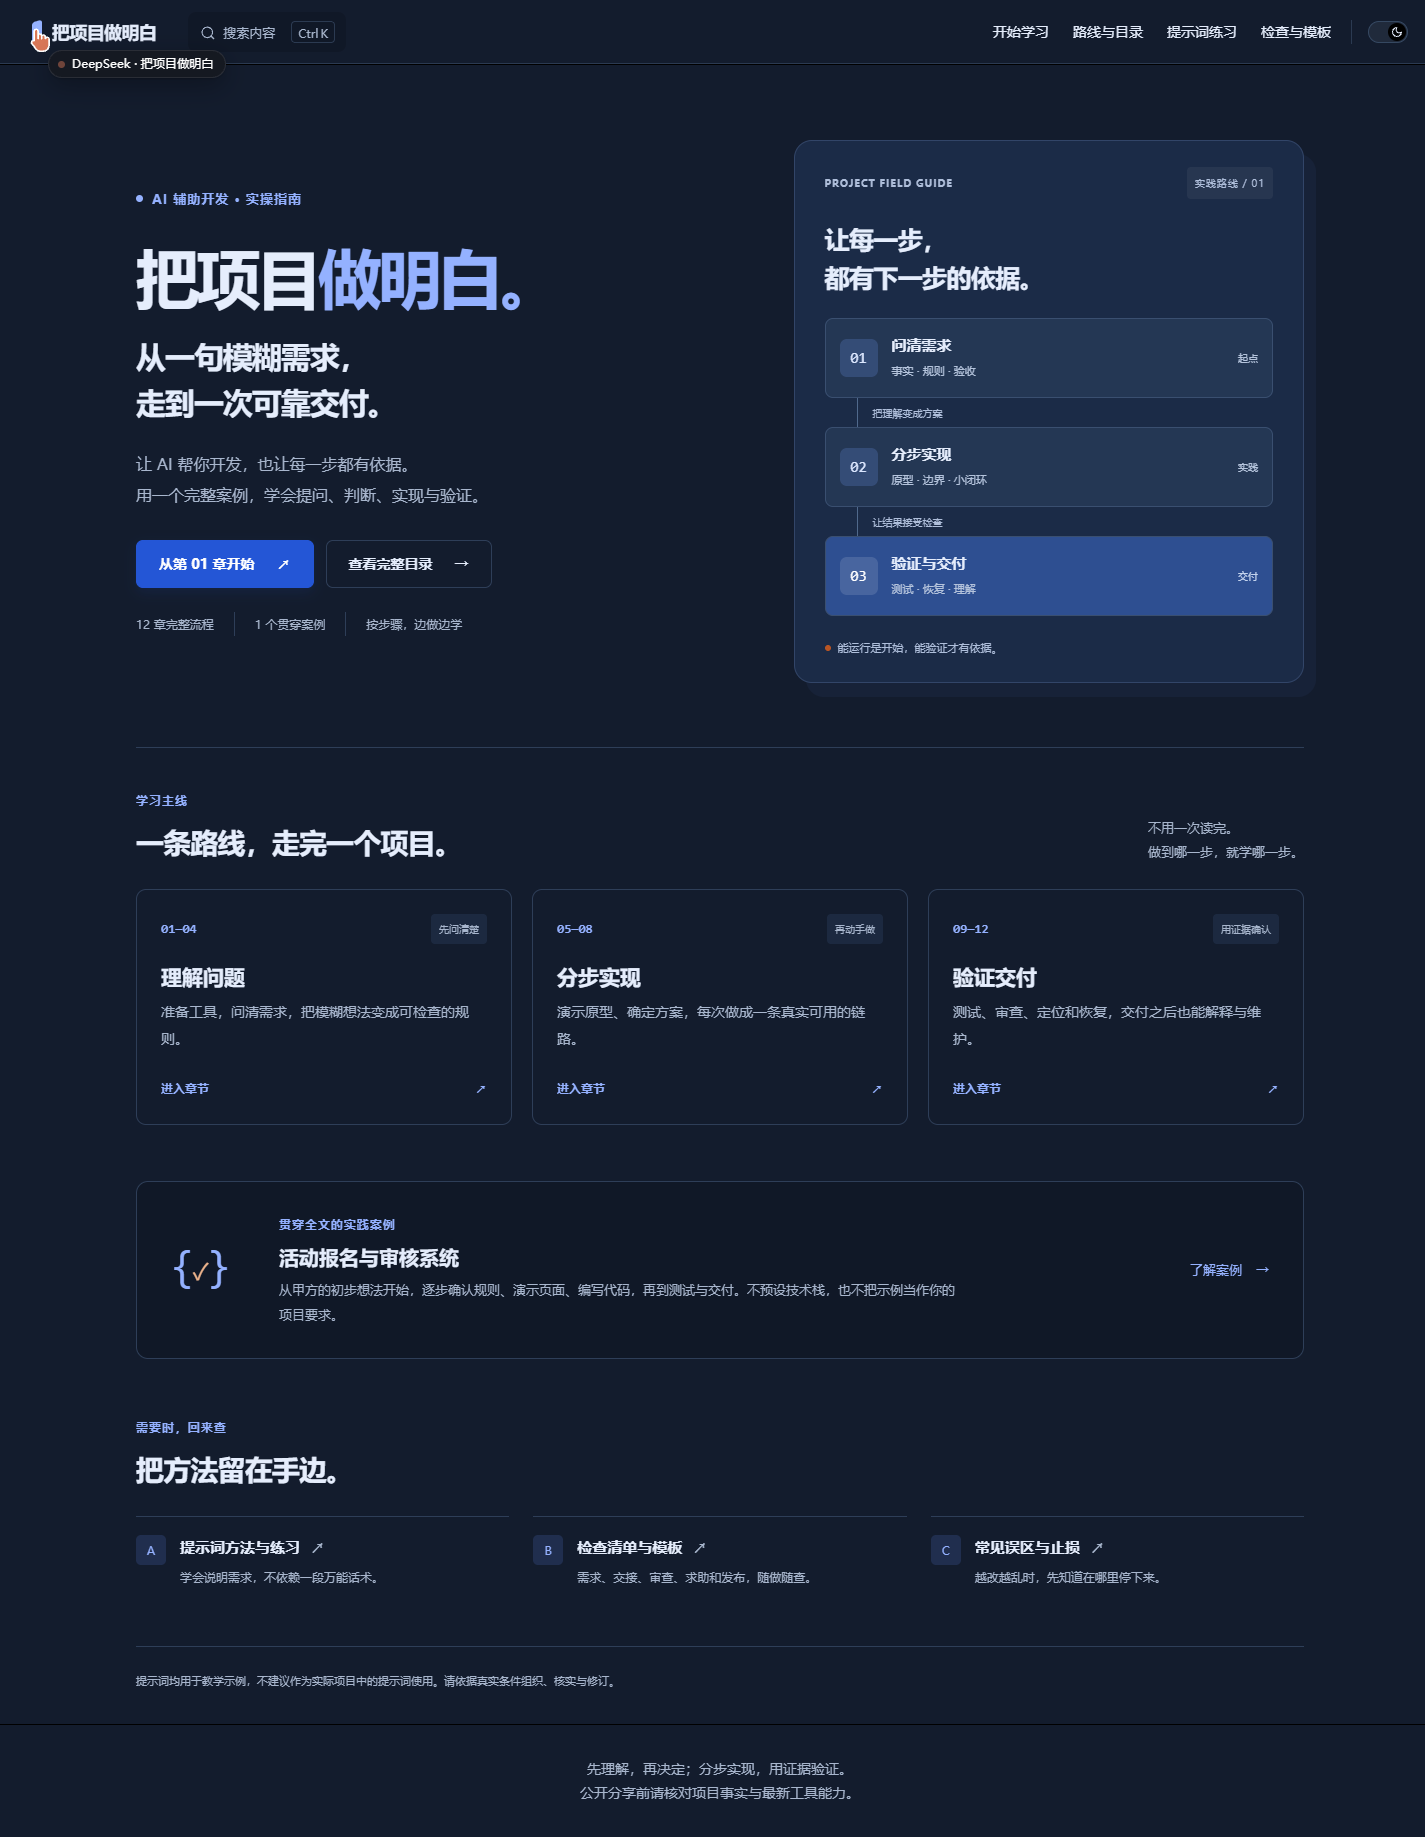 把项目做明白
搜索内容 Ctrl K
开始学习 路线与目录 提示词练习 检查与模板
DeepSeek · 把项目做明白
AI 辅助开发 • 实操指南
把项目做明白。
从一句模糊需求，
走到一次可靠交付。
让 AI 帮你开发，也让每一步都有依据。
用一个完整案例，学会提问、判断、实现与验证。
从第 01 章开始 ↗
查看完整目录 →
12 章完整流程 1 个贯穿案例 按步骤，边做边学
PROJECT FIELD GUIDE
实践路线 / 01
让每一步，
都有下一步的依据。
01 问清需求
事实 · 规则 · 验收
起点
把理解变成方案
02 分步实现
原型 · 边界 · 小闭环
实践
让结果接受检查
03 验证与交付
测试 · 恢复 · 理解
交付
能运行是开始，能验证才有依据。
学习主线
一条路线，走完一个项目。
不用一次读完。
做到哪一步，就学哪一步。
01—04 先问清楚
理解问题
准备工具，问清需求，把模糊想法变成可检查的规
则。
进入章节 ↗
05—08 再动手做
分步实现
演示原型、确定方案，每次做成一条真实可用的链
路。
进入章节 ↗
09—12 用证据确认
验证交付
测试、审查、定位和恢复，交付之后也能解释与维
护。
进入章节 ↗
{✓}
贯穿全文的实践案例
活动报名与审核系统
从甲方的初步想法开始，逐步确认规则、演示页面、编写代码，再到测试与交付。不预设技术栈，也不把示例当作你的
项目要求。
了解案例 →
需要时，回来查
把方法留在手边。
A 提示词方法与练习 ↗
学会说明需求，不依赖一段万能话术。
B 检查清单与模板 ↗
需求、交接、审查、求助和发布，随做随查。
C 常见误区与止损 ↗
越改越乱时，先知道在哪里停下来。
提示词均用于教学示例，不建议作为实际项目中的提示词使用。请依据真实条件组织、核实与修订。
先理解，再决定；分步实现，用证据验证。
公开分享前请核对项目事实与最新工具能力。